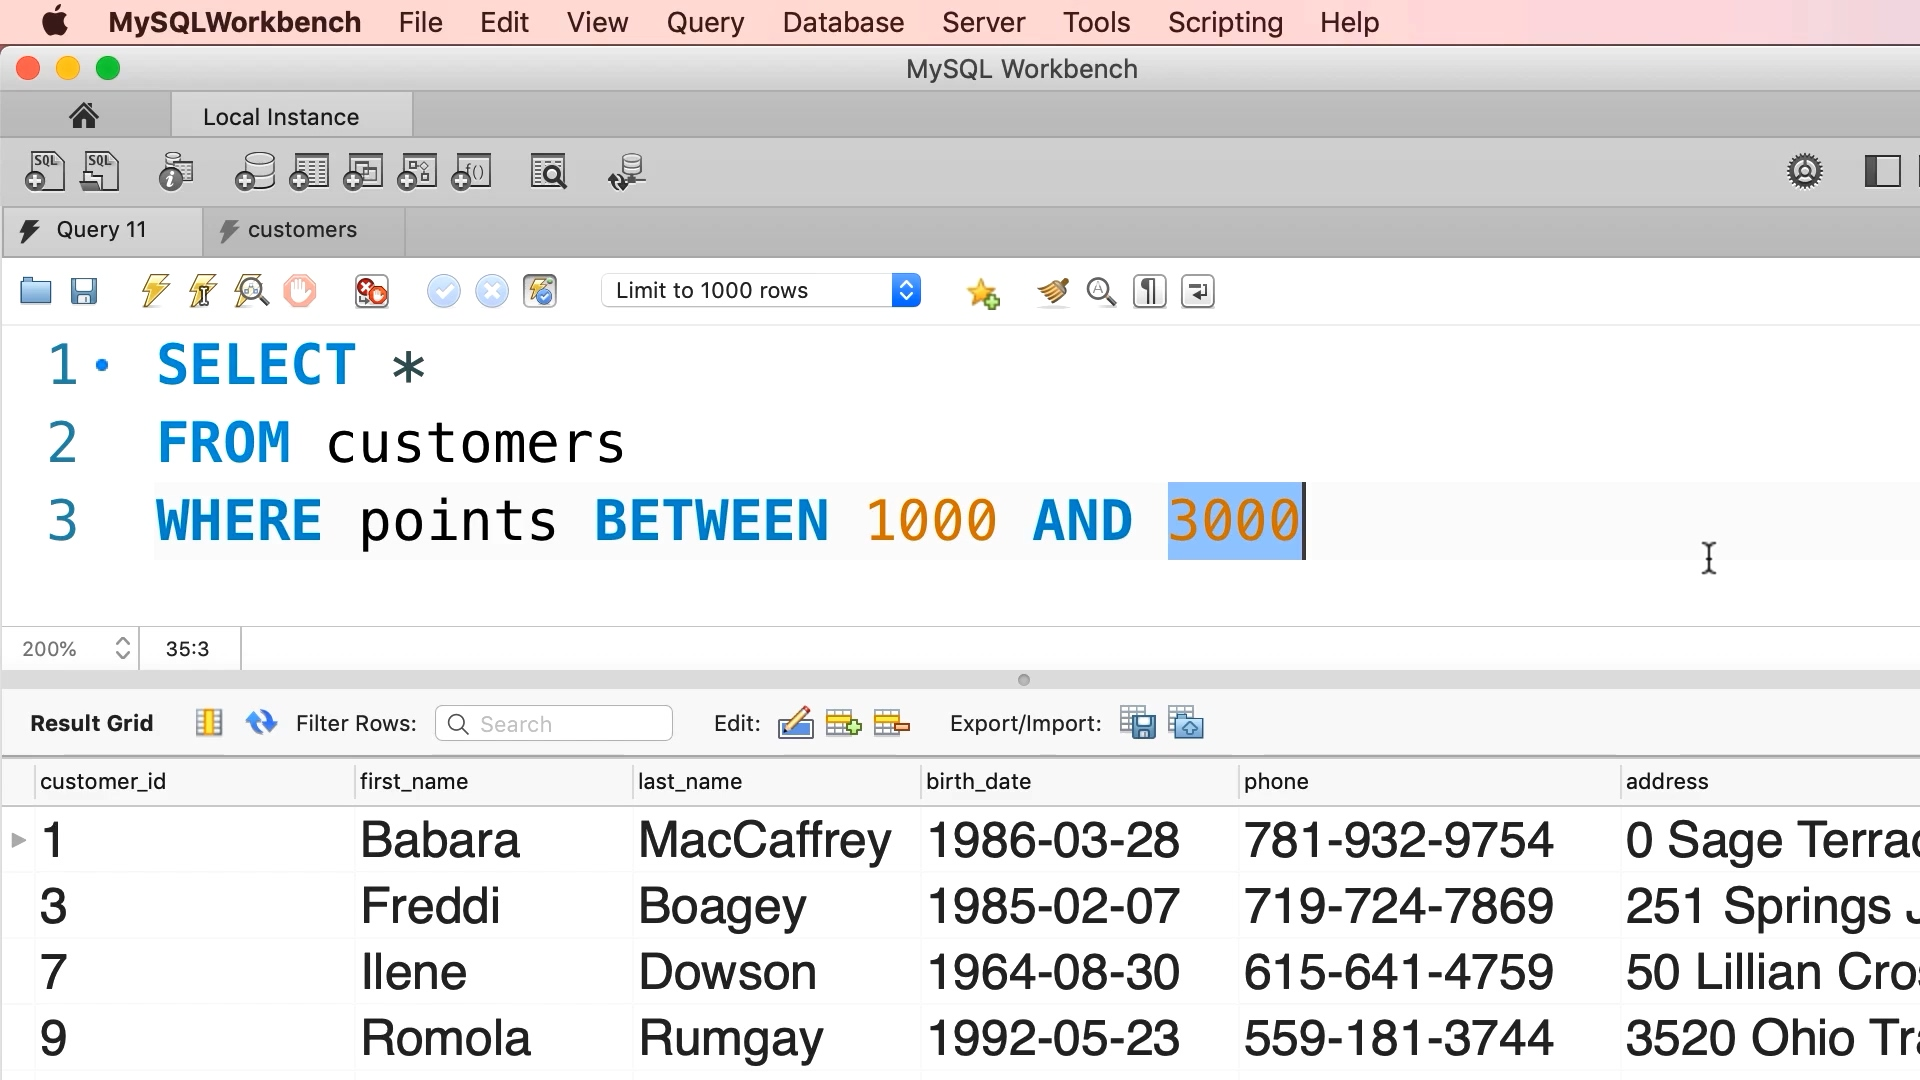 MySQLWorkbench File Edit View Query Database Server Tools Scripting Help
MySQL Workbench
Local Instance
SQL SQL
Query 11 customers
Limit to 1000 rows
1 SELECT *
2 FROM customers
3 WHERE points BETWEEN 1000 AND 3000
200% 35:3
Result Grid Filter Rows: Search Edit: Export/Import:
customer_id first_name last_name birth_date phone address
1 Babara MacCaffrey 1986-03-28 781-932-9754 0 Sage
3 Freddi Boagey 1985-02-07 719-724-7869 251 Springs
7 Ilene Dowson 1964-08-30 615-641-4759 50 Lillian
9 Romola Rumgay 1992-05-23 559-181-3744 3520 Ohio